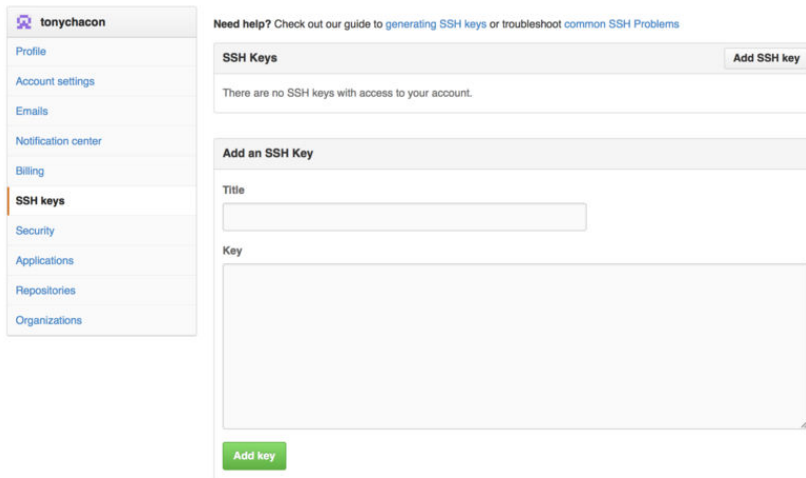 tonychacon
Profile
Account settings
Emails
Notification center
Billing
SSH keys
Security
Applications
Repositories
Organizations
Need help? Check out our guide to generating SSH keys or troubleshoot common SSH Problems
SSH Keys
Add SSH key
There are no SSH keys with access to your account.
Add an SSH Key
Title
Key
Add key